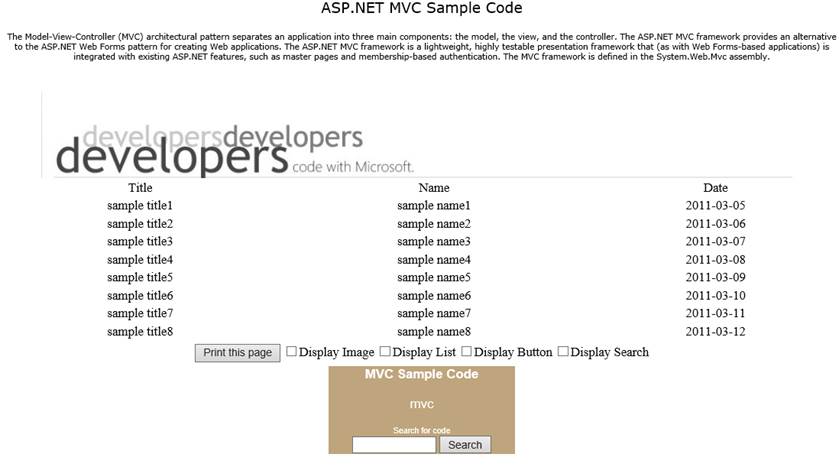 ASP.NET MVC Sample Code
The Model-View-Controller (MVC) architectural pattern separates an application into three main components: the model, the view, and the controller. The ASP.NET MVC framework provides an alternative
to the ASP.NET Web Forms pattern for creating Web applications. The ASP.NET MVC framework is a lightweight, highly testable presentation framework that (as with Web Forms-based applications) is
integrated with existing ASP.NET features, such as master pages and membership-based authentication. The MVC framework is defined in the System.Web.Mvc assembly.
developersdevelopers
developers code with Microsoft.
Title Name Date
sample title1 sample name1 2011-03-05
sample title2 sample name2 2011-03-06
sample title3 sample name3 2011-03-07
sample title4 sample name4 2011-03-08
sample title5 sample name5 2011-03-09
sample title6 sample name6 2011-03-10
sample title7 sample name7 2011-03-11
sample title8 sample name8 2011-03-12
Print this page Display Image Display List Display Button Display Search
MVC Sample Code
mvc
Search for code
Search